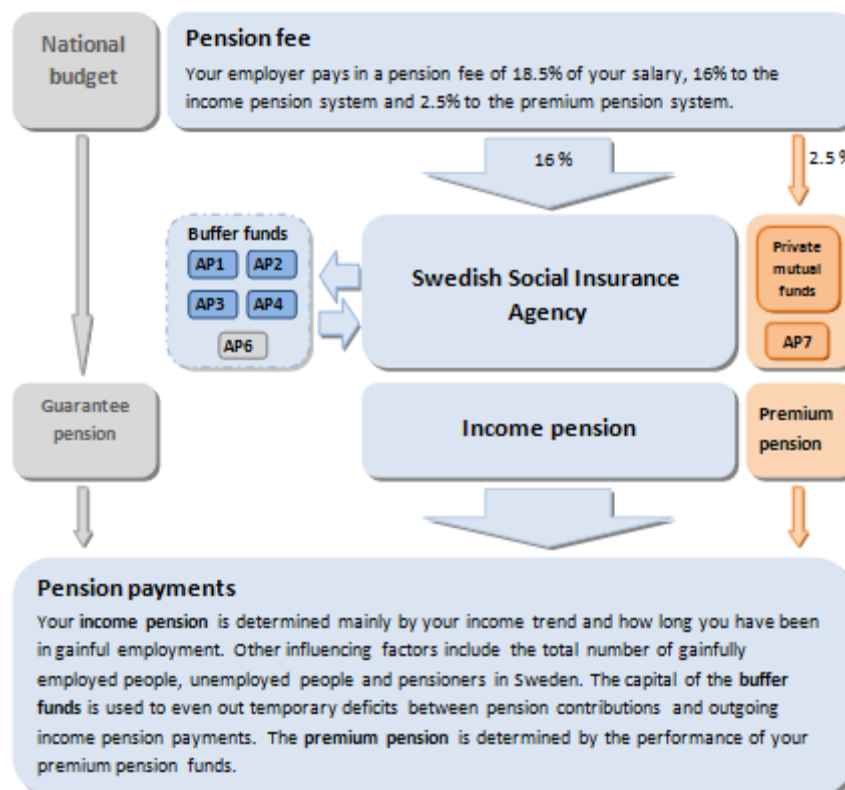 National
budget
Pension fee
Your employer pays in a pension fee of 18.5% of your salary, 16% to the
income pension system and 2.5% to the premium pension system.
16 %
2.5 %
Buffer funds
AP1 AP2
AP3 AP4
AP6
Swedish Social Insurance
Agency
Private
mutual
funds
AP7
Guarantee
pension
Income pension
Premium
pension
Pension payments
Your income pension is determined mainly by your income trend and how long you have been
in gainful employment. Other influencing factors include the total number of gainfully
employed people, unemployed people and pensioners in Sweden. The capital of the buffer
funds is used to even out temporary deficits between pension contributions and outgoing
income pension payments. The premium pension is determined by the performance of your
premium pension funds.